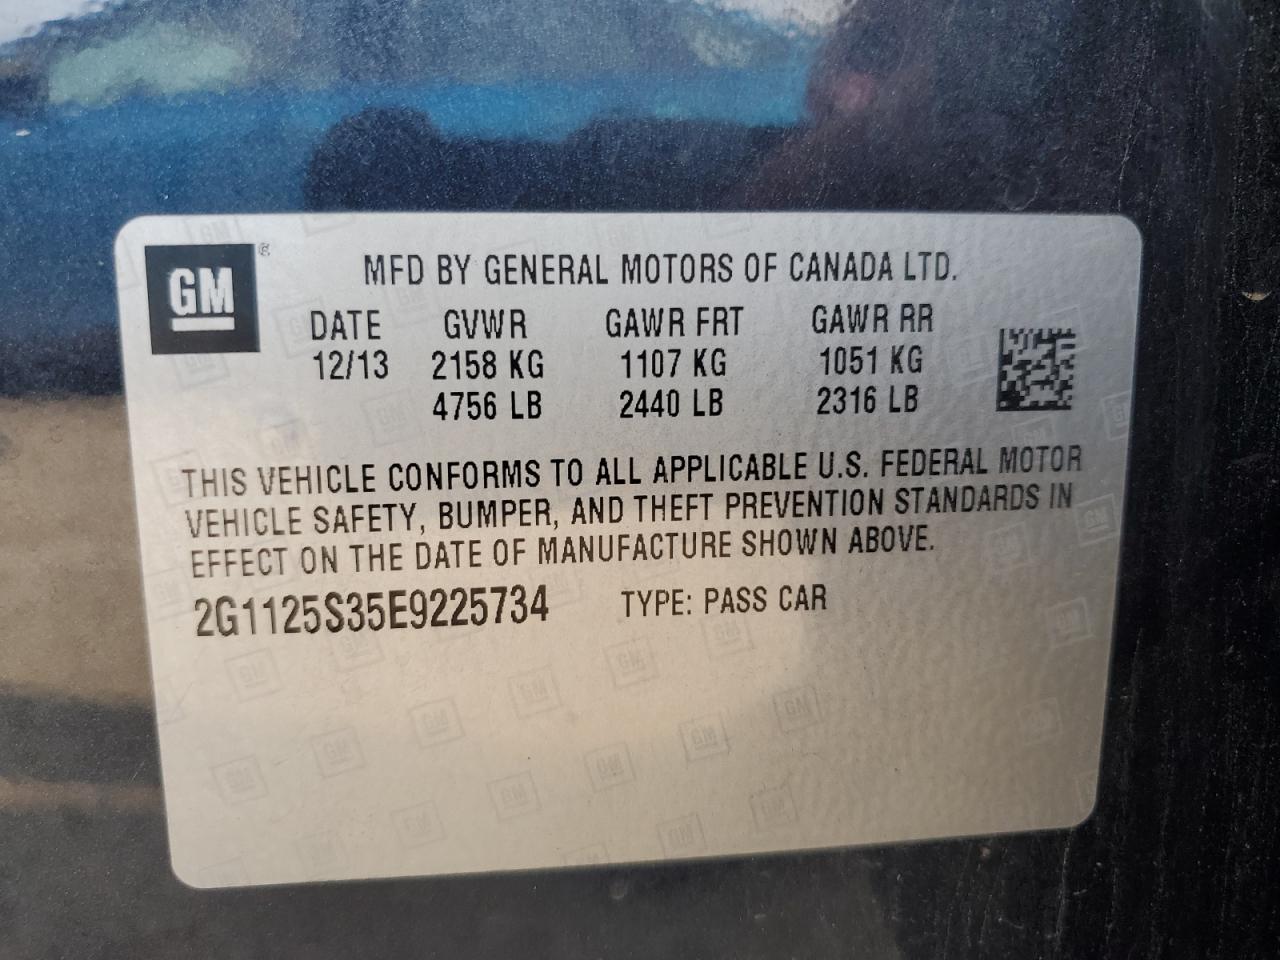 GM ®
MFD BY GENERAL MOTORS OF CANADA LTD.
DATE GVWR GAWR FRT GAWR RR
12/13 2158 KG 1107 KG 1051 KG
4756 LB 2440 LB 2316 LB
THIS VEHICLE CONFORMS TO ALL APPLICABLE U.S. FEDERAL MOTOR
VEHICLE SAFETY, BUMPER, AND THEFT PREVENTION STANDARDS IN
EFFECT ON THE DATE OF MANUFACTURE SHOWN ABOVE.
2G1125S35E9225734 TYPE: PASS CAR